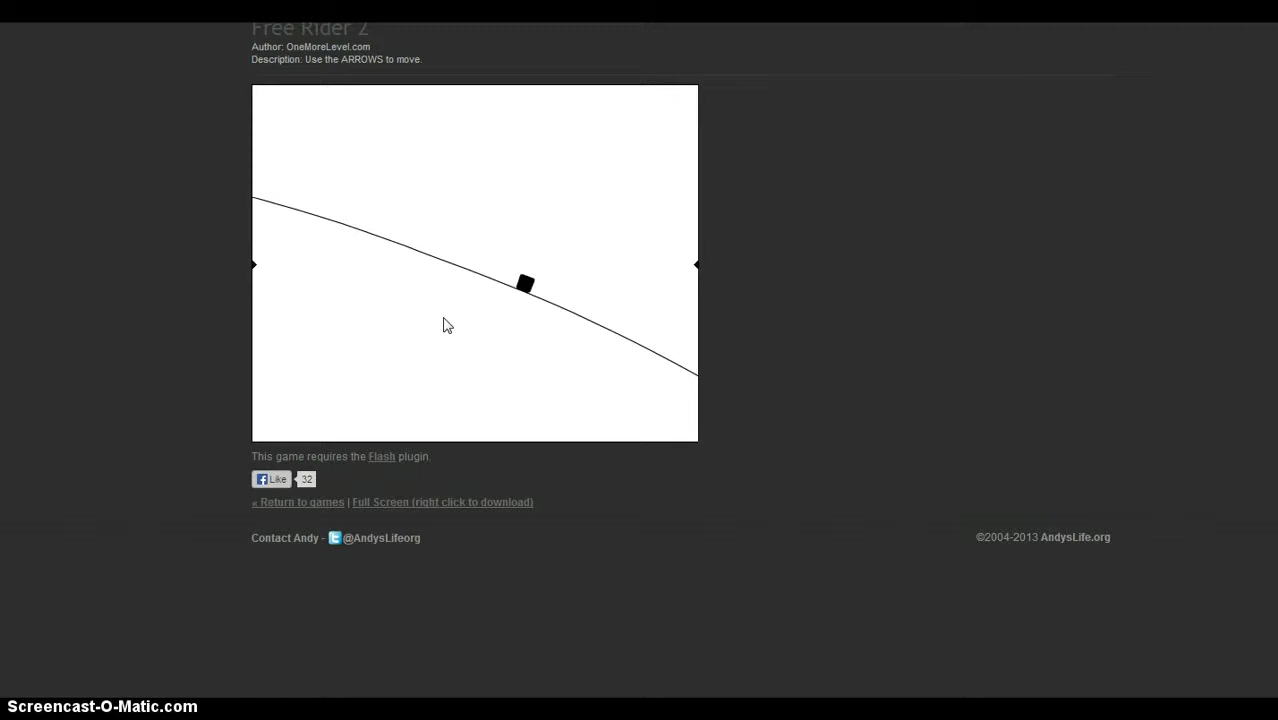 Free Rider 2
Author: OneMoreLevel.com
Description: Use the ARROWS to move.
This game requires the Flash plugin.
Like 32
« Return to games | Full Screen (right click to download)
Contact Andy - @AndysLifeorg
©2004-2013 AndysLife.org
Screencast-O-Matic.com